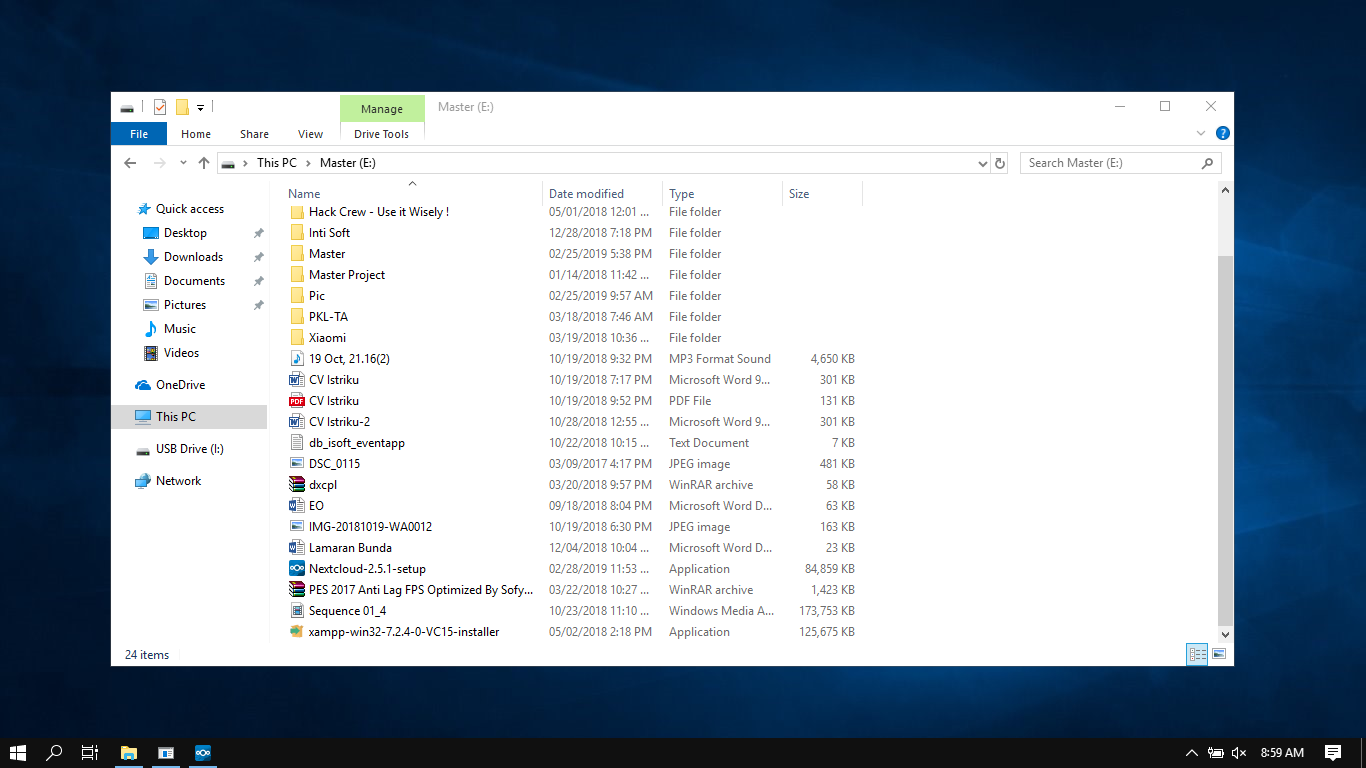 Manage Master (E:)
File Home Share View Drive Tools
This PC Master (E:) Search Master (E:)
Name Date modified Type Size
Quick access
Desktop
Downloads
Documents
Pictures
Music
Videos
OneDrive
This PC
USB Drive (I:)
Network
Hack Crew - Use it Wisely ! 05/01/2018 12:01 ... File folder
Inti Soft 12/28/2018 7:18 PM File folder
Master 02/25/2019 5:38 PM File folder
Master Project 01/14/2018 11:42 ... File folder
Pic 02/25/2019 9:57 AM File folder
PKL-TA 03/18/2018 7:46 AM File folder
Xiaomi 03/19/2018 10:36 ... File folder
19 Oct, 21.16(2) 10/19/2018 9:32 PM MP3 Format Sound 4,650 KB
CV Istriku 10/19/2018 7:17 PM Microsoft Word 9... 301 KB
CV Istriku 10/19/2018 9:52 PM PDF File 131 KB
CV Istriku-2 10/28/2018 12:55 ... Microsoft Word 9... 301 KB
db_isoft_eventapp 10/22/2018 10:15 ... Text Document 7 KB
DSC_0115 03/09/2017 4:17 PM JPEG image 481 KB
dxcpl 03/20/2018 9:57 PM WinRAR archive 58 KB
EO 09/18/2018 8:04 PM Microsoft Word D... 63 KB
IMG-20181019-WA0012 10/19/2018 6:30 PM JPEG image 163 KB
Lamaran Bunda 12/04/2018 10:04 ... Microsoft Word D... 23 KB
Nextcloud-2.5.1-setup 02/28/2019 11:53 ... Application 84,859 KB
PES 2017 Anti Lag FPS Optimized By Sofy... 03/22/2018 10:27 ... WinRAR archive 1,423 KB
Sequence 01_4 10/23/2018 11:10 ... Windows Media A... 173,753 KB
xampp-win32-7.2.4-0-VC15-installer 05/02/2018 2:18 PM Application 125,675 KB
24 items
8:59 AM